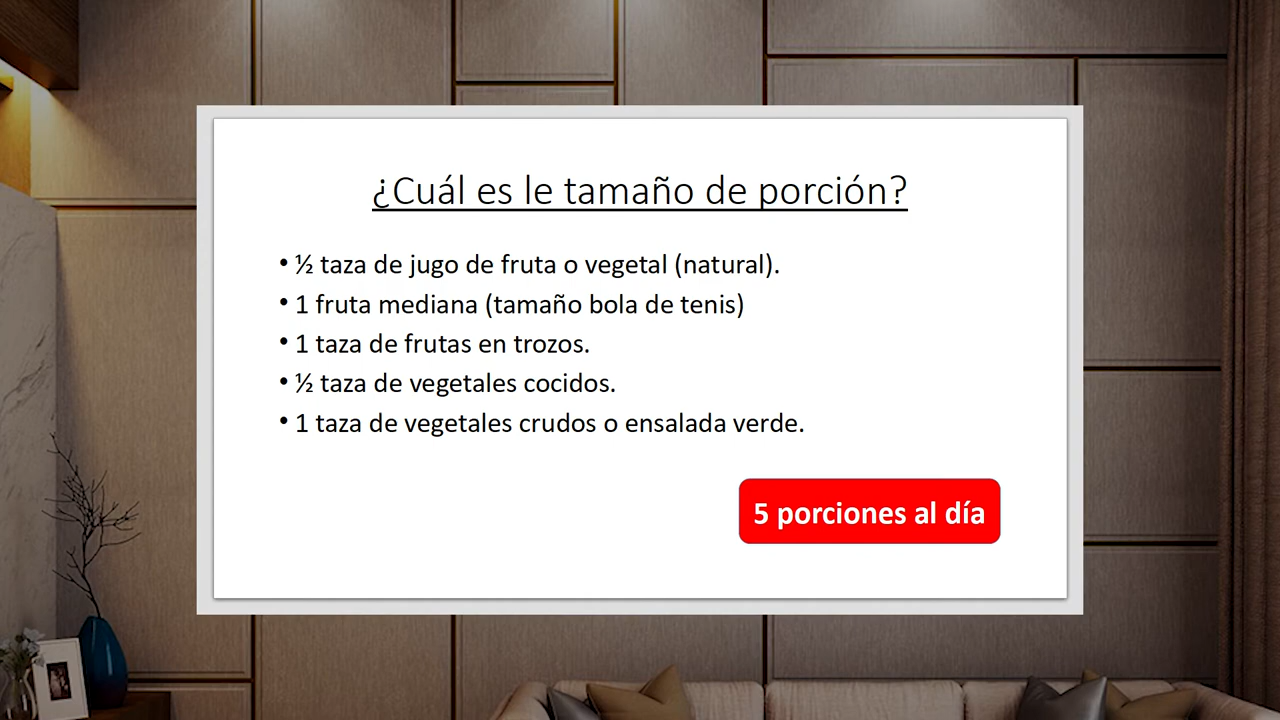 ¿Cuál es le tamaño de porción?
• ½ taza de jugo de fruta o vegetal (natural).
• 1 fruta mediana (tamaño bola de tenis)
• 1 taza de frutas en trozos.
• ½ taza de vegetales cocidos.
• 1 taza de vegetales crudos o ensalada verde.
5 porciones al día